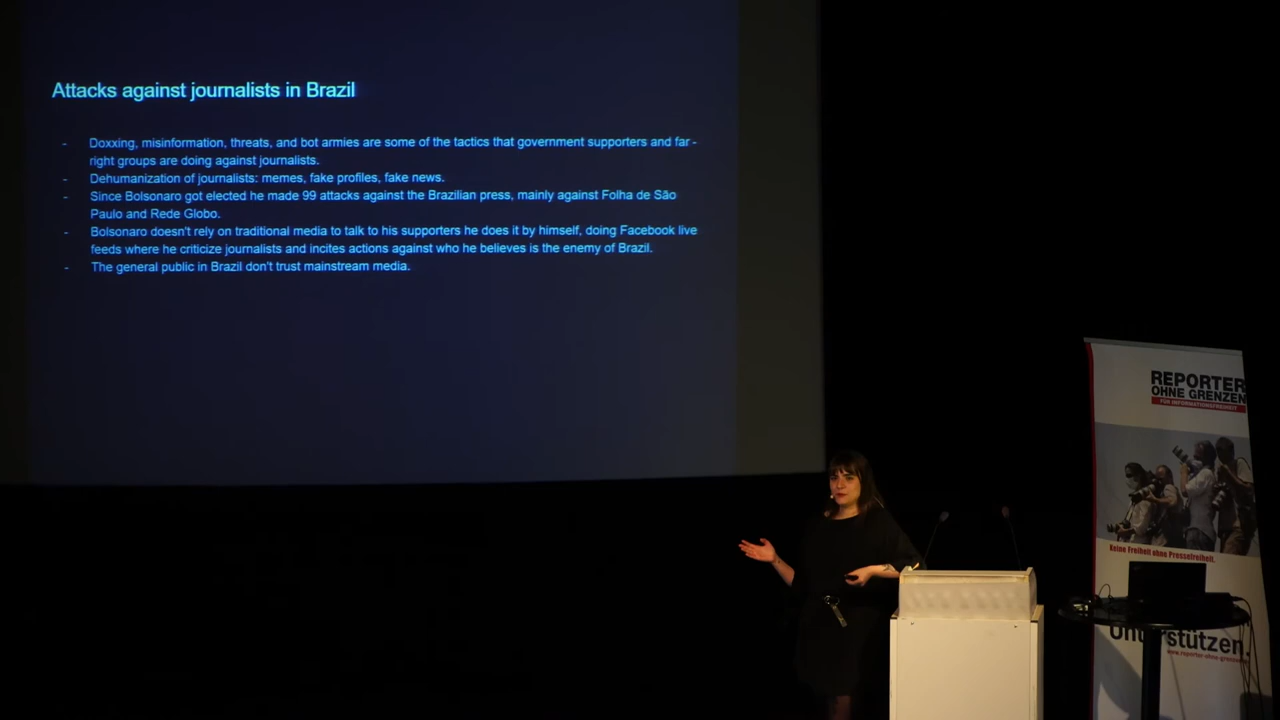 Attacks against journalists in Brazil
- Doxxing, misinformation, threats, and bot armies are some of the tactics that government supporters and far-
right groups are doing against journalists.
- Dehumanization of journalists: memes, fake profiles, fake news.
- Since Bolsonaro got elected he made 99 attacks against the Brazilian press, mainly against Folha de São
Paulo and Rede Globo.
- Bolsonaro doesn't rely on traditional media to talk to his supporters he does it by himself, doing Facebook live
feeds where he criticize journalists and incites actions against who he believes is the enemy of Brazil.
- The general public in Brazil don't trust mainstream media.
REPORTER
OHNE GRENZEN
FÜR INFORMATIONSFREIHEIT
Keine Freiheit ohne Pressefreiheit.